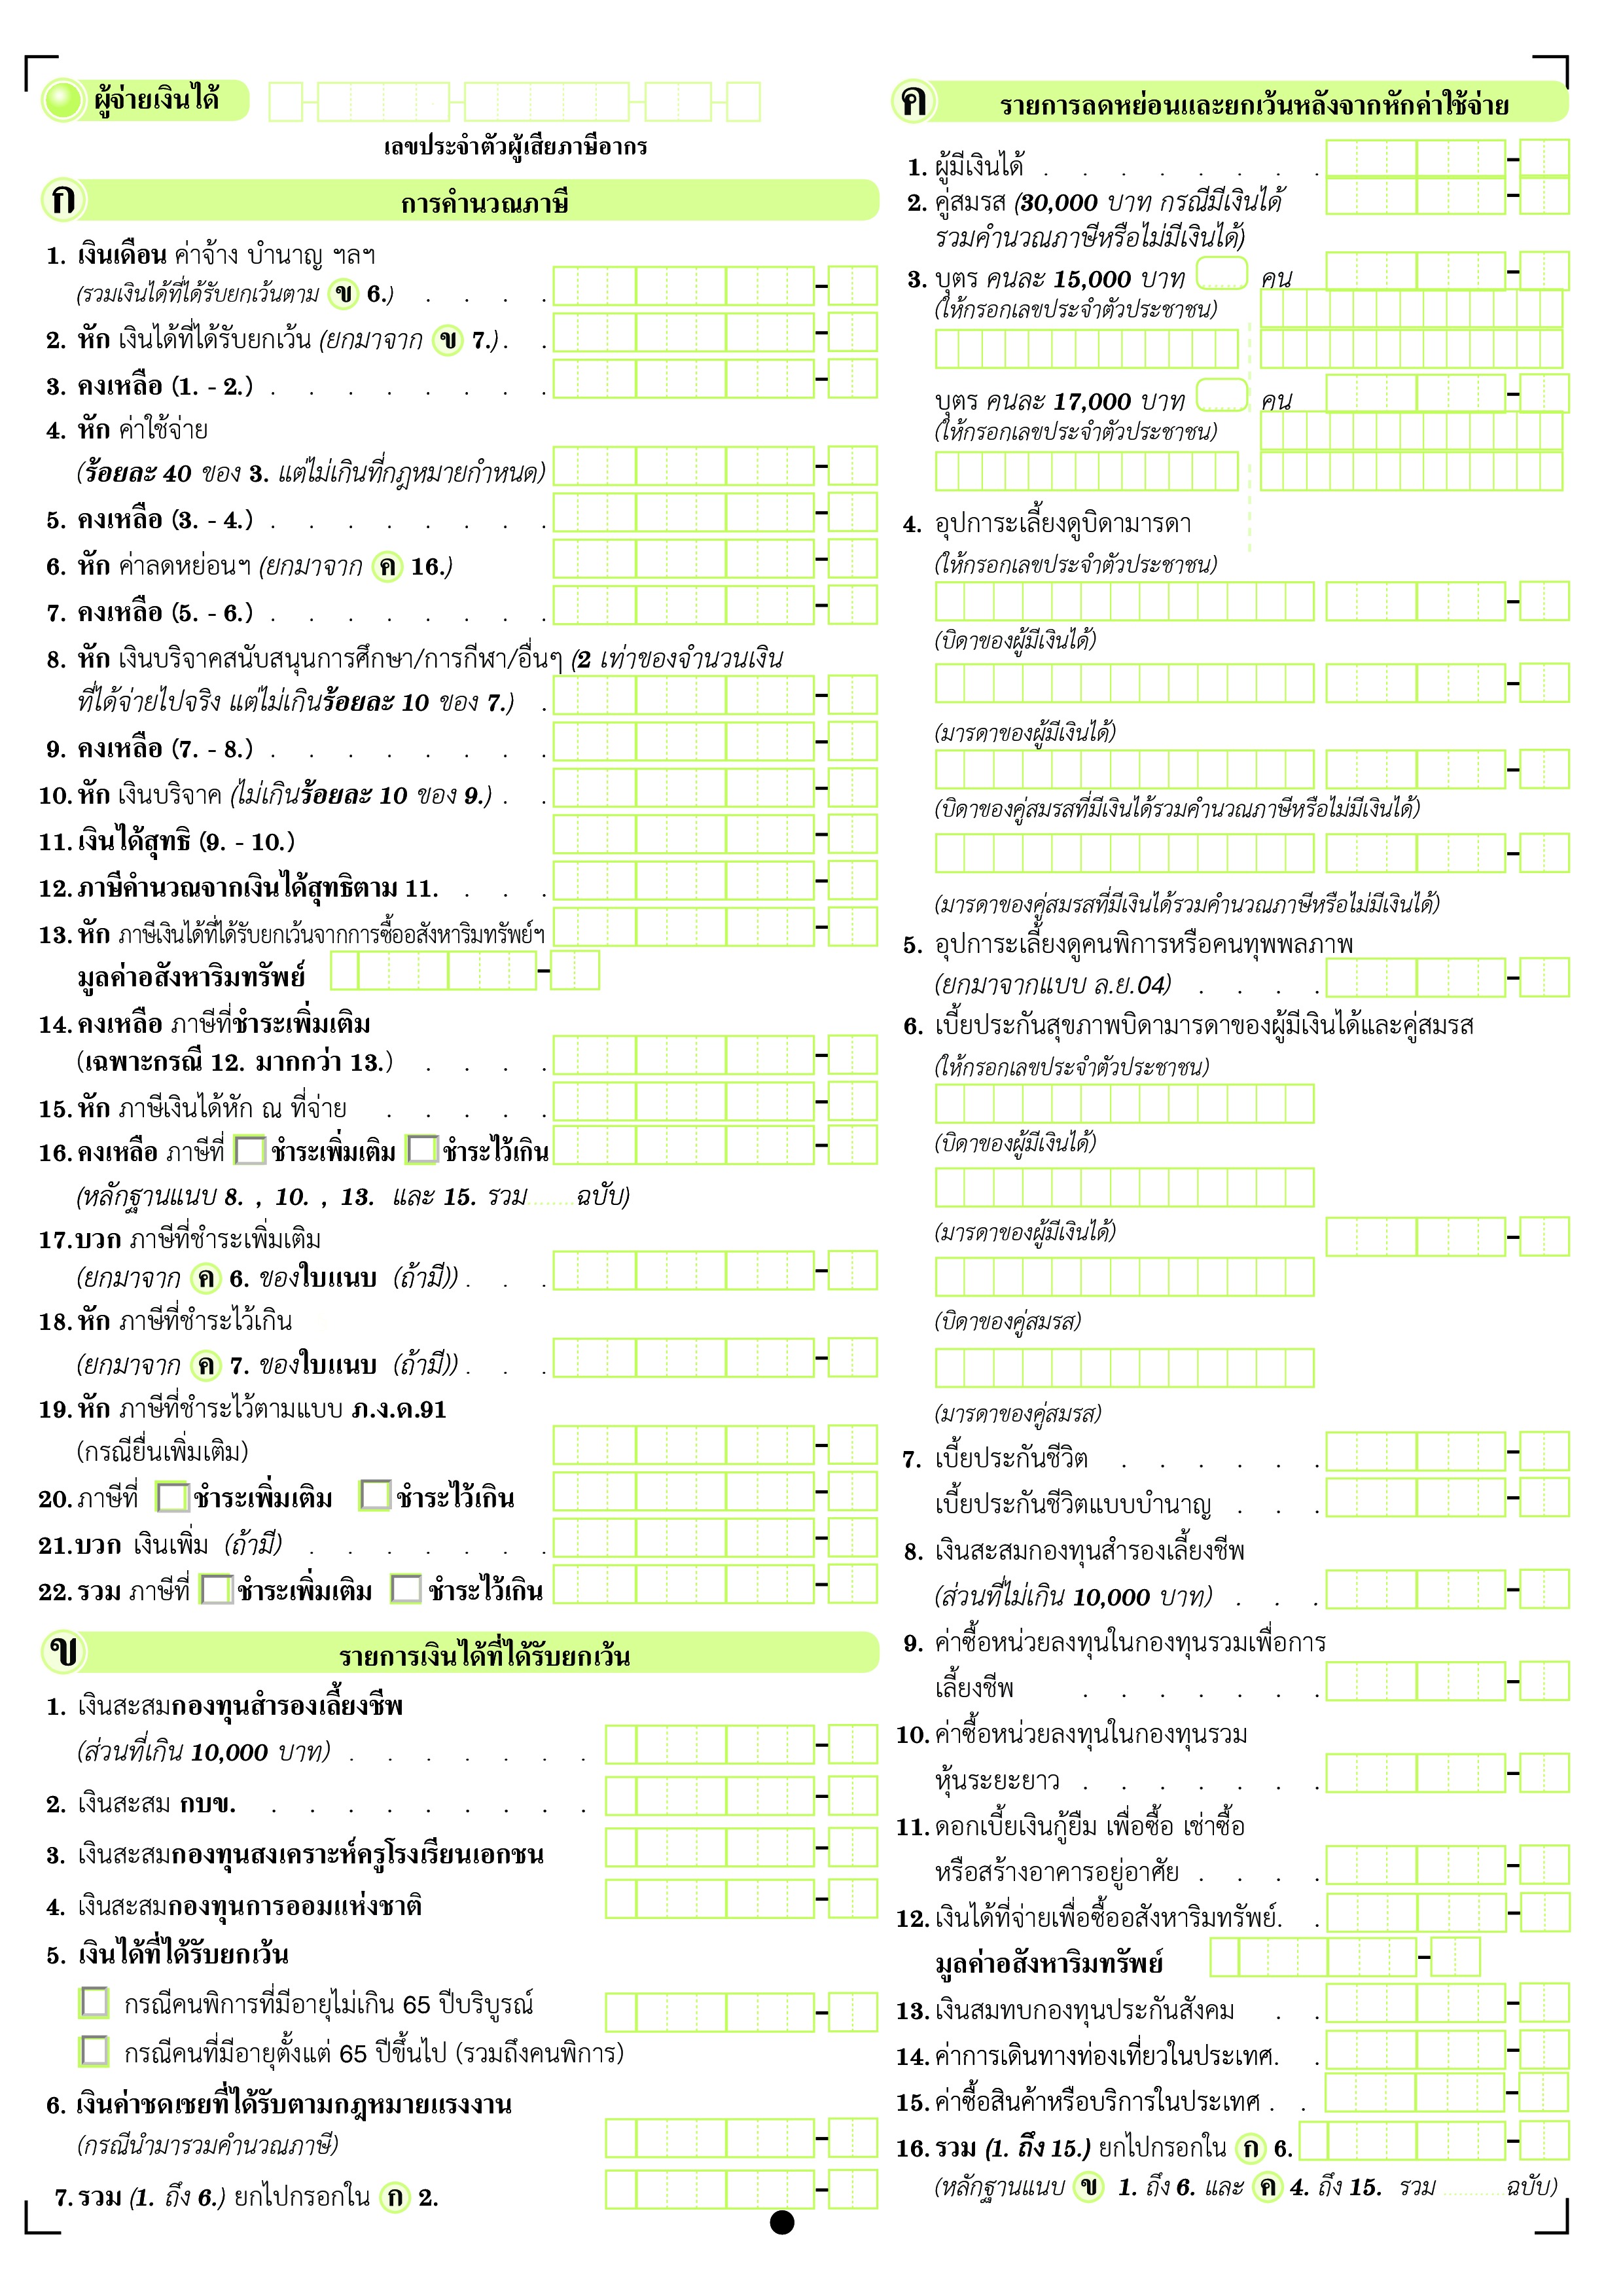 ผู้จ่ายเงินได้
เลขประจำตัวผู้เสียภาษีอากร
ก การคำนวณภาษี
1. เงินเดือน ค่าจ้าง บำนาญ ฯลฯ
(รวมเงินได้ที่ได้รับยกเว้นตาม ข 6.) . . . .
2. หัก เงินได้ที่ได้รับยกเว้น (ยกมาจาก ข 7.) . .
3. คงเหลือ (1. - 2.) . . . . . . . .
4. หัก ค่าใช้จ่าย
(ร้อยละ 40 ของ 3. แต่ไม่เกินที่กฎหมายกำหนด)
5. คงเหลือ (3. - 4.) . . . . . . . .
6. หัก ค่าลดหย่อนฯ (ยกมาจาก ค 16.)
7. คงเหลือ (5. - 6.) . . . . . . . .
8. หัก เงินบริจาคสนับสนุนการศึกษา/การกีฬา/อื่นๆ (2 เท่าของจำนวนเงิน
ที่ได้จ่ายไปจริง แต่ไม่เกินร้อยละ 10 ของ 7.) .
9. คงเหลือ (7. - 8.) . . . . . . . .
10. หัก เงินบริจาค (ไม่เกินร้อยละ 10 ของ 9.) . .
11. เงินได้สุทธิ (9. - 10.)
12. ภาษีคำนวณจากเงินได้สุทธิตาม 11. . . .
13. หัก ภาษีเงินได้ที่ได้รับยกเว้นจากการซื้ออสังหาริมทรัพย์ฯ
มูลค่าอสังหาริมทรัพย์
14. คงเหลือ ภาษีที่ชำระเพิ่มเติม
(เฉพาะกรณี 12. มากกว่า 13.) . . . .
15. หัก ภาษีเงินได้หัก ณ ที่จ่าย . . . . .
16. คงเหลือ ภาษีที่ ชำระเพิ่มเติม ชำระไว้เกิน
(หลักฐานแนบ 8. , 10. , 13. และ 15. รวม........ฉบับ)
17. บวก ภาษีที่ชำระเพิ่มเติม
(ยกมาจาก ค 6. ของใบแนบ (ถ้ามี)) . . .
18. หัก ภาษีที่ชำระไว้เกิน
(ยกมาจาก ค 7. ของใบแนบ (ถ้ามี)) . . .
19. หัก ภาษีที่ชำระไว้ตามแบบ ภ.ง.ด.91
(กรณียื่นเพิ่มเติม)
20. ภาษีที่ ชำระเพิ่มเติม ชำระไว้เกิน
21. บวก เงินเพิ่ม (ถ้ามี) . . . . . . .
22. รวม ภาษีที่ ชำระเพิ่มเติม ชำระไว้เกิน
ข รายการเงินได้ที่ได้รับยกเว้น
1. เงินสะสมกองทุนสำรองเลี้ยงชีพ
(ส่วนที่เกิน 10,000 บาท) . . . . . . .
2. เงินสะสม กบข. . . . . . . . . .
3. เงินสะสมกองทุนสงเคราะห์ครูโรงเรียนเอกชน
4. เงินสะสมกองทุนการออมแห่งชาติ
5. เงินได้ที่ได้รับยกเว้น
กรณีคนพิการที่มีอายุไม่เกิน 65 ปีบริบูรณ์
กรณีคนที่มีอายุตั้งแต่ 65 ปีขึ้นไป (รวมถึงคนพิการ)
6. เงินค่าชดเชยที่ได้รับตามกฎหมายแรงงาน
(กรณีนำมารวมคำนวณภาษี)
7. รวม (1. ถึง 6.) ยกไปกรอกใน ก 2.
ค รายการลดหย่อนและยกเว้นหลังจากหักค่าใช้จ่าย
1. ผู้มีเงินได้ . . . . . . . .
2. คู่สมรส (30,000 บาท กรณีมีเงินได้
รวมคำนวณภาษีหรือไม่มีเงินได้)
3. บุตร คนละ 15,000 บาท คน
(ให้กรอกเลขประจำตัวประชาชน)
บุตร คนละ 17,000 บาท คน
(ให้กรอกเลขประจำตัวประชาชน)
4. อุปการะเลี้ยงดูบิดามารดา
(ให้กรอกเลขประจำตัวประชาชน)
(บิดาของผู้มีเงินได้)
(มารดาของผู้มีเงินได้)
(บิดาของคู่สมรสที่มีเงินได้รวมคำนวณภาษีหรือไม่มีเงินได้)
(มารดาของคู่สมรสที่มีเงินได้รวมคำนวณภาษีหรือไม่มีเงินได้)
5. อุปการะเลี้ยงดูคนพิการหรือคนทุพพลภาพ
(ยกมาจากแบบ ล.ย.04) . . . .
6. เบี้ยประกันสุขภาพบิดามารดาของผู้มีเงินได้และคู่สมรส
(ให้กรอกเลขประจำตัวประชาชน)
(บิดาของผู้มีเงินได้)
(มารดาของผู้มีเงินได้)
(บิดาของคู่สมรส)
(มารดาของคู่สมรส)
7. เบี้ยประกันชีวิต . . . . . .
เบี้ยประกันชีวิตแบบบำนาญ . . .
8. เงินสะสมกองทุนสำรองเลี้ยงชีพ
(ส่วนที่ไม่เกิน 10,000 บาท) . . .
9. ค่าซื้อหน่วยลงทุนในกองทุนรวมเพื่อการ
เลี้ยงชีพ . . . . . . .
10. ค่าซื้อหน่วยลงทุนในกองทุนรวม
หุ้นระยะยาว . . . . . . .
11. ดอกเบี้ยเงินกู้ยืม เพื่อซื้อ เช่าซื้อ
หรือสร้างอาคารอยู่อาศัย . . . .
12. เงินได้ที่จ่ายเพื่อซื้ออสังหาริมทรัพย์. .
มูลค่าอสังหาริมทรัพย์
13. เงินสมทบกองทุนประกันสังคม . .
14. ค่าการเดินทางท่องเที่ยวในประเทศ. .
15. ค่าซื้อสินค้าหรือบริการในประเทศ . .
16. รวม (1. ถึง 15.) ยกไปกรอกใน ก 6.
(หลักฐานแนบ ข 1. ถึง 6. และ ค 4. ถึง 15. รวม ..........ฉบับ)